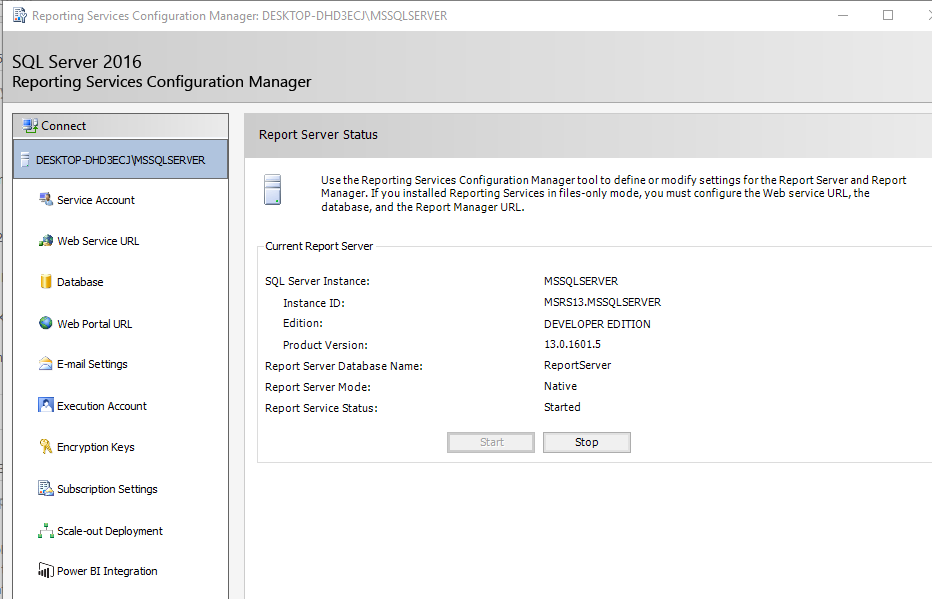 Reporting Services Configuration Manager: DESKTOP-DHD3ECJ\MSSQLSERVER
SQL Server 2016
Reporting Services Configuration Manager
Connect
DESKTOP-DHD3ECJ\MSSQLSERVER
Service Account
Web Service URL
Database
Web Portal URL
E-mail Settings
Execution Account
Encryption Keys
Subscription Settings
Scale-out Deployment
Power BI Integration
Report Server Status
Use the Reporting Services Configuration Manager tool to define or modify settings for the Report Server and Report
Manager. If you installed Reporting Services in files-only mode, you must configure the Web service URL, the
database, and the Report Manager URL.
Current Report Server
SQL Server Instance: MSSQLSERVER
Instance ID: MSRS13.MSSQLSERVER
Edition: DEVELOPER EDITION
Product Version: 13.0.1601.5
Report Server Database Name: ReportServer
Report Server Mode: Native
Report Service Status: Started
Start Stop